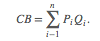 CB = \sum_{i-1}^{n} P_i Q_i.